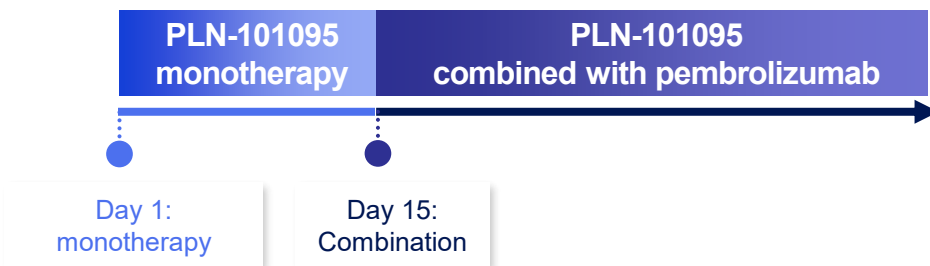 PLN-101095
monotherapy
PLN-101095
combined with pembrolizumab
Day 1:
monotherapy
Day 15:
Combination